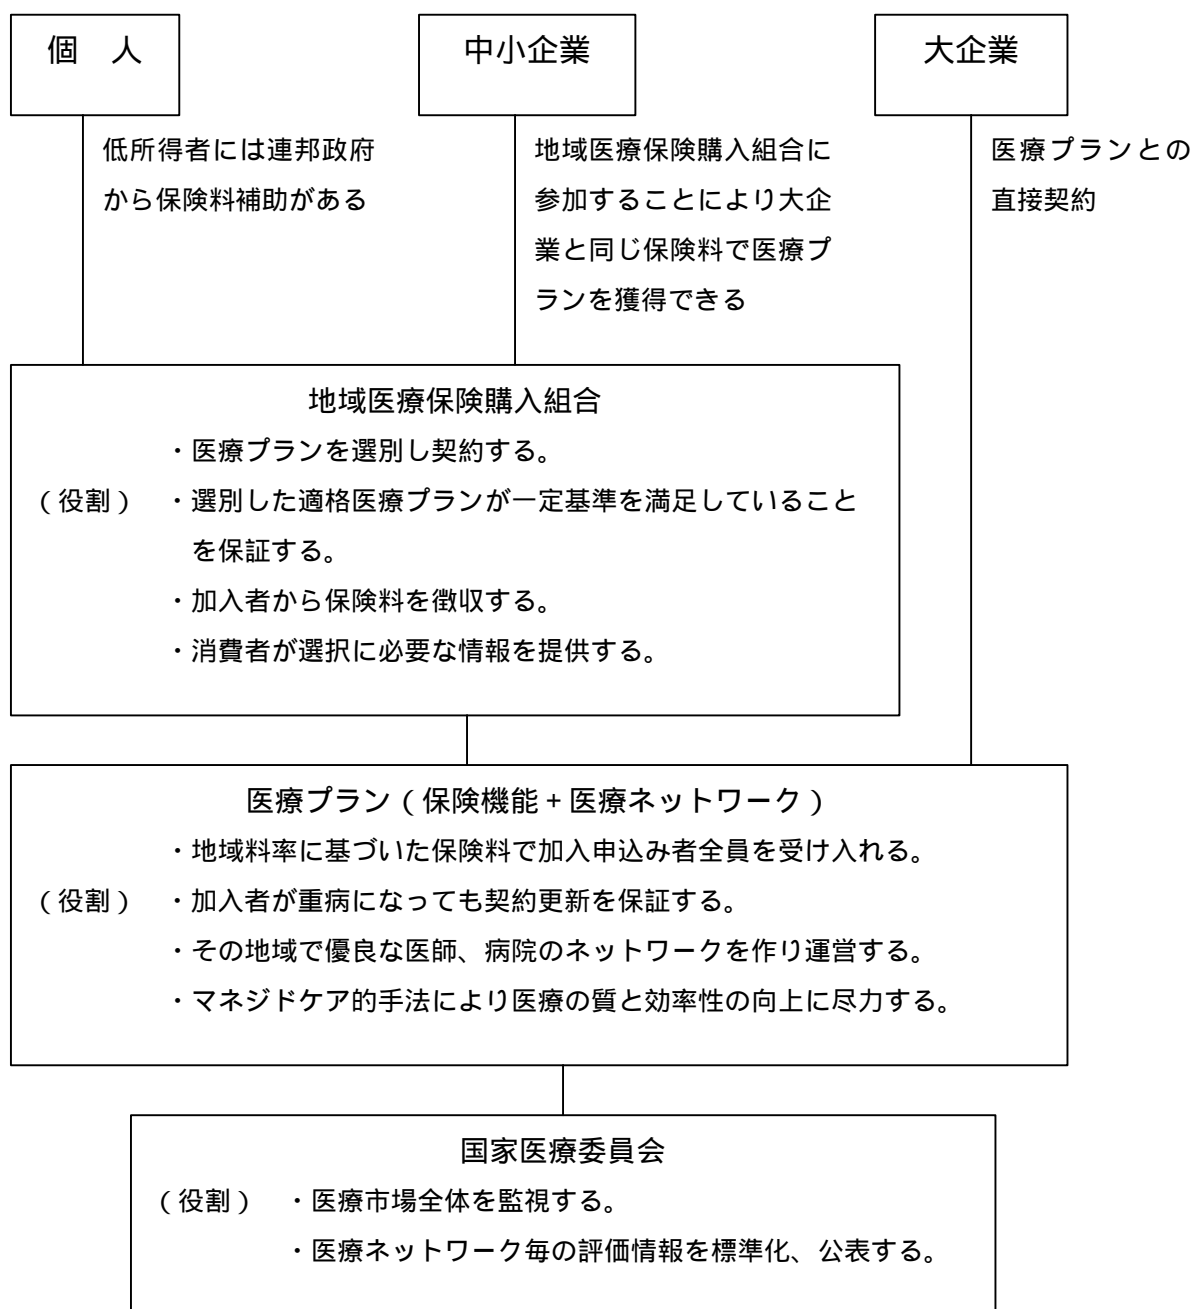 個　人
中小企業
大企業
低所得者には連邦政府
から保険料補助がある
地域医療保険購入組合に
参加することにより大企
業と同じ保険料で医療プ
ランを獲得できる
医療プランとの
直接契約
地域医療保険購入組合
・医療プランを選別し契約する。
（役割）　・選別した適格医療プランが一定基準を満足していること
を保証する。
・加入者から保険料を徴収する。
・消費者が選択に必要な情報を提供する。
医療プラン（保険機能＋医療ネットワーク）
・地域料率に基づいた保険料で加入申込み者全員を受け入れる。
（役割）　・加入者が重病になっても契約更新を保証する。
・その地域で優良な医師、病院のネットワークを作り運営する。
・マネジドケア的手法により医療の質と効率性の向上に尽力する。
国家医療委員会
（役割）　・医療市場全体を監視する。
・医療ネットワーク毎の評価情報を標準化、公表する。